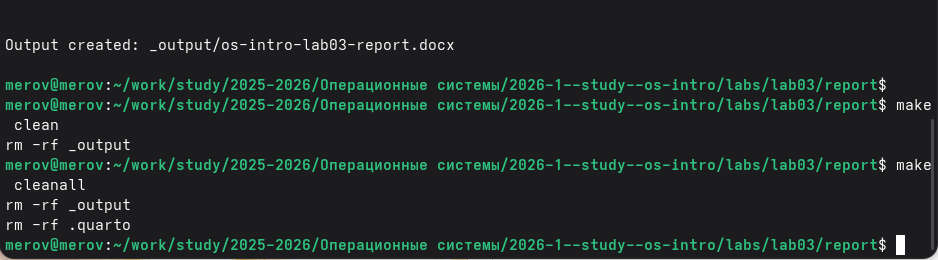 Output created: _output/os-intro-lab03-report.docx
merov@merov:~/work/study/2025-2026/Операционные системы/2026-1--study--os-intro/labs/lab03/report$
merov@merov:~/work/study/2025-2026/Операционные системы/2026-1--study--os-intro/labs/lab03/report$ make
 clean
rm -rf _output
merov@merov:~/work/study/2025-2026/Операционные системы/2026-1--study--os-intro/labs/lab03/report$ make
 cleanall
rm -rf _output
rm -rf .quarto
merov@merov:~/work/study/2025-2026/Операционные системы/2026-1--study--os-intro/labs/lab03/report$